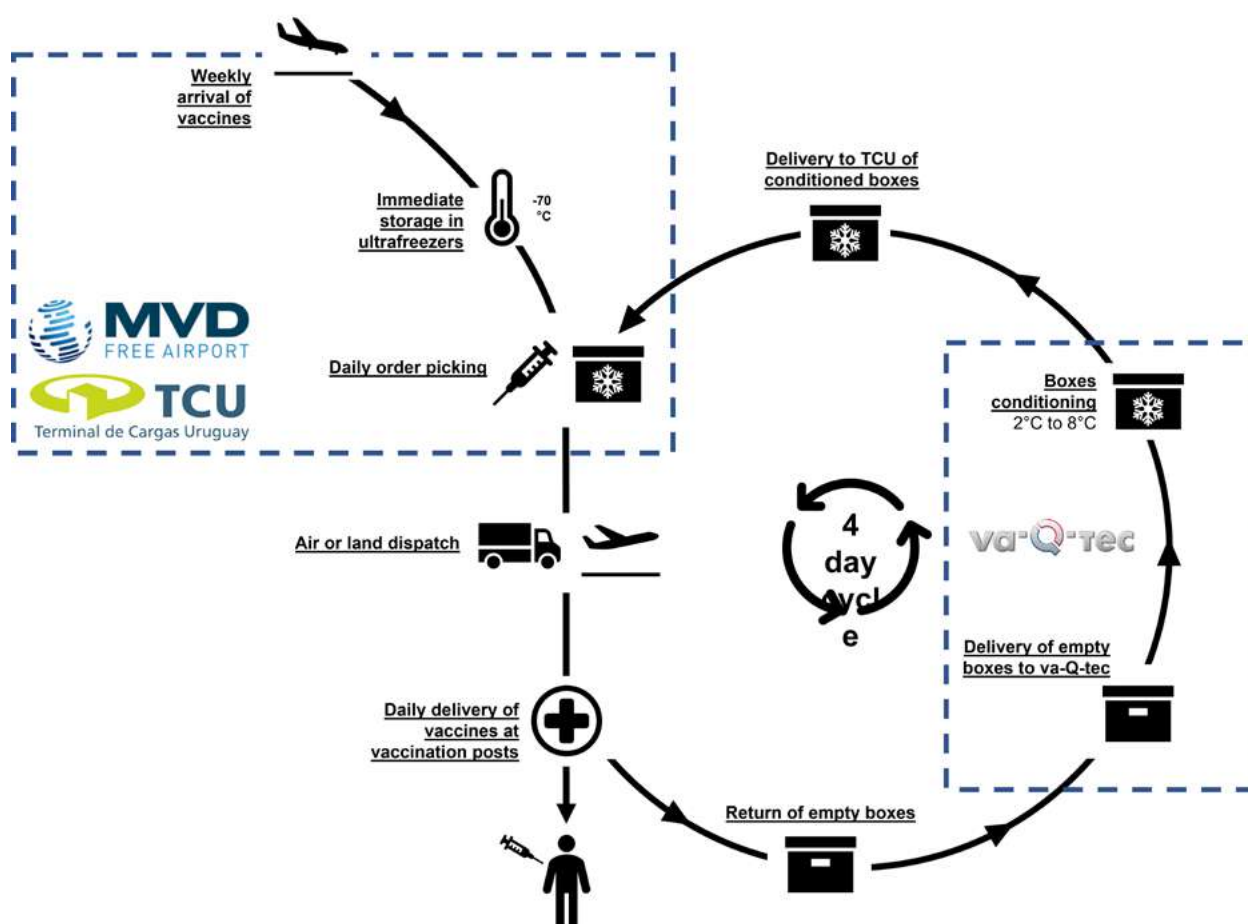 Weekly
arrival of
vaccines
Immediate
storage in
ultrafreezers
-70
°C
MVD
FREE AIRPORT
TCU
Terminal de Cargas Uruguay
Daily order picking
Delivery to TCU of
conditioned boxes
Boxes
conditioning
2°C to 8°C
va-Q-tec
4
day
cycl
e
Air or land dispatch
Delivery of empty
boxes to va-Q-tec
Daily delivery of
vaccines at
vaccination posts
Return of empty boxes